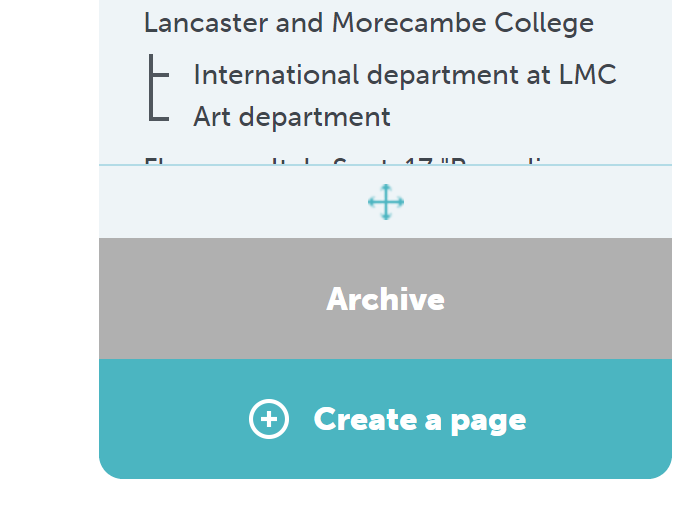 Lancaster and Morecambe College
International department at LMC
Art department
Archive
Create a page